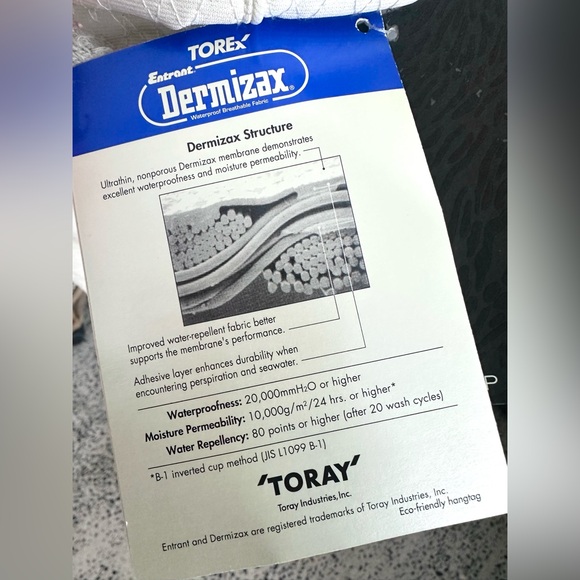 TOREX
Entrant®
Dermizax®
Waterproof Breathable Fabric
Dermizax Structure
Ultrathin, nonporous Dermizax membrane demonstrates
excellent waterproofness and moisture permeability.
Improved water-repellent fabric better
supports the membrane's performance.
Adhesive layer enhances durability when
encountering perspiration and seawater.
Waterproofness: 20,000mmH₂O or higher
Moisture Permeability: 10,000g/m²/24 hrs. or higher*
Water Repellency: 80 points or higher (after 20 wash cycles)
*B-1 inverted cup method (JIS L1099 B-1)
'TORAY'
Toray Industries, Inc.
Entrant and Dermizax are registered trademarks of Toray Industries, Inc.
Eco-friendly hangtag
P